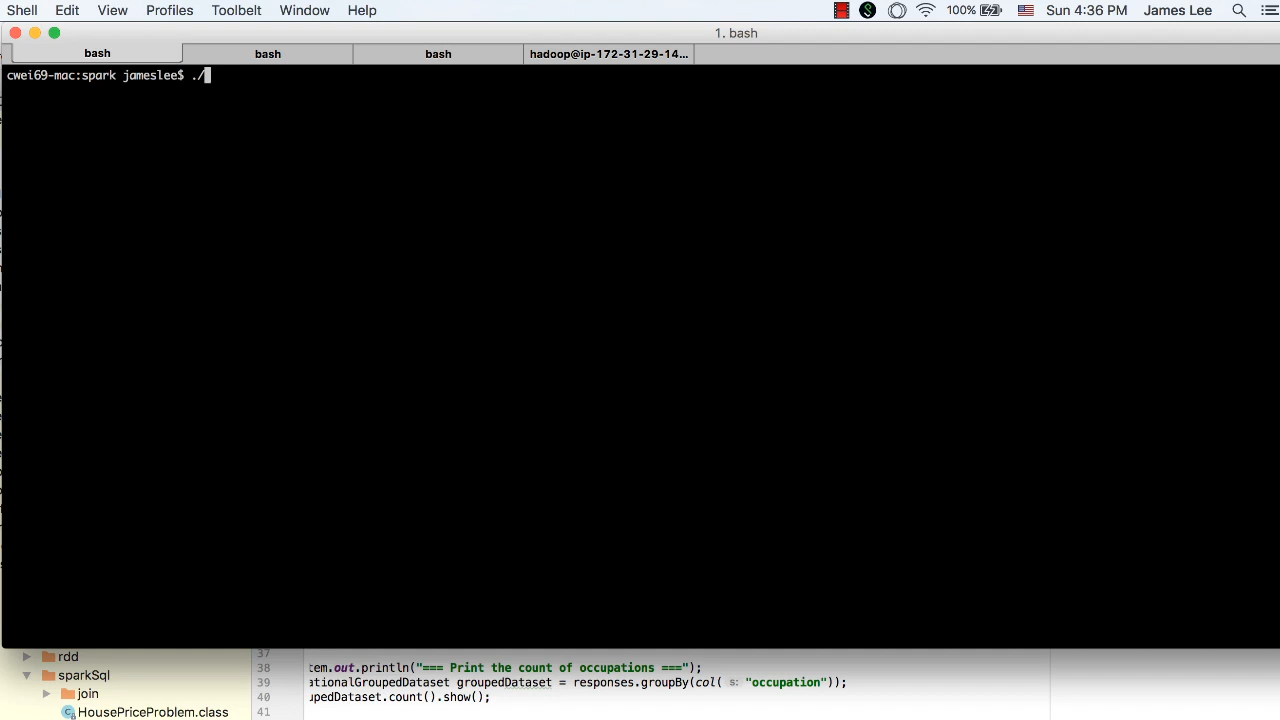 Shell Edit View Profiles Toolbelt Window Help 100% Sun 4:36 PM James Lee
1. bash
bash bash bash hadoop@ip-172-31-29-14...
cwei69-mac:spark jameslee$ ./
rdd
sparkSql
join
HousePriceProblem.class
37
38 tem.out.println("=== Print the count of occupations ===");
39 ationalGroupedDataset groupedDataset = responses.groupBy(col( s: "occupation"));
40 upedDataset.count().show();
41